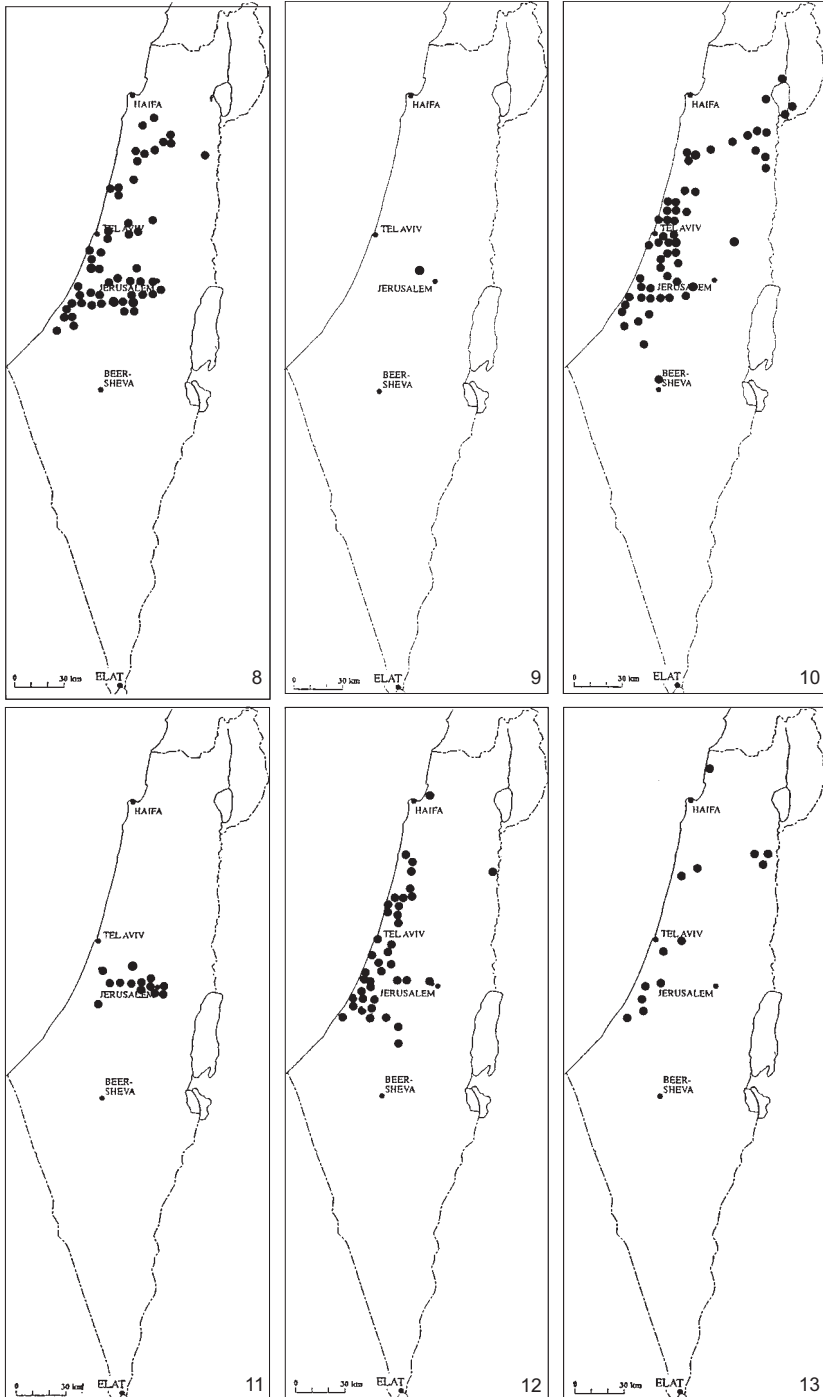 HAIFA
TEL AVIV
JERUSALEM
BEER-
SHEVA
0 30 km
ELAT
8
HAIFA
TEL AVIV
JERUSALEM
BEER-
SHEVA
0 30 km
ELAT
9
HAIFA
TEL AVIV
JERUSALEM
BEER-
SHEVA
0 30 km
ELAT
10
HAIFA
TEL AVIV
JERUSALEM
BEER-
SHEVA
0 30 km
ELAT
11
HAIFA
TEL AVIV
JERUSALEM
BEER-
SHEVA
0 30 km
ELAT
12
HAIFA
TEL AVIV
JERUSALEM
BEER-
SHEVA
0 30 km
ELAT
13